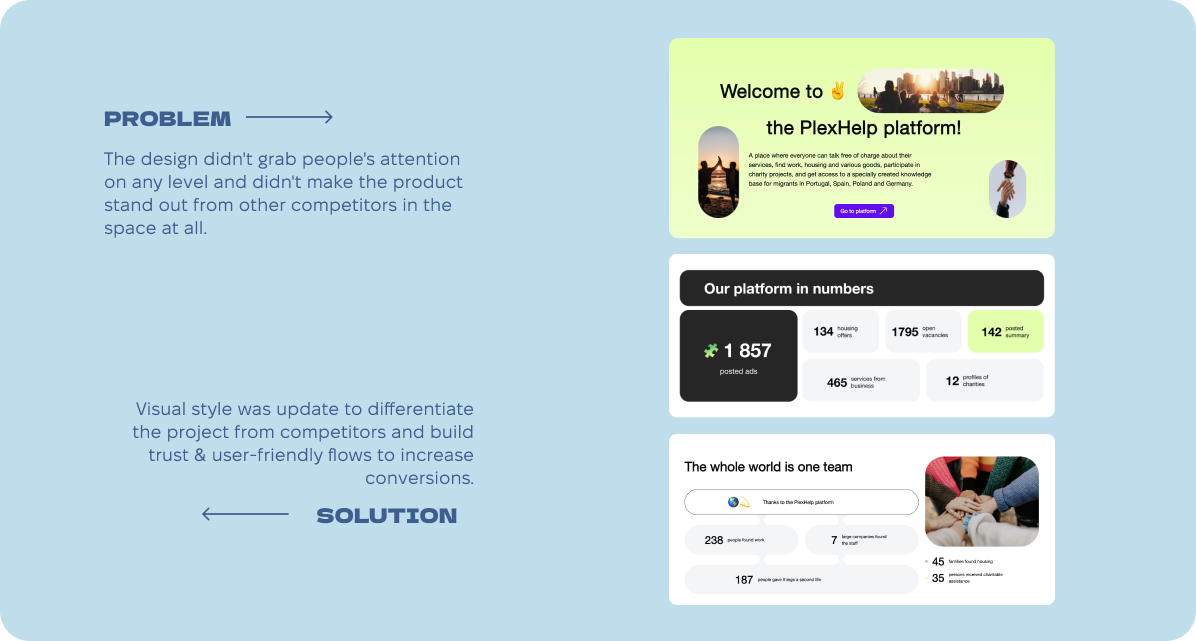 PROBLEM
The design didn't grab people's attention
on any level and didn't make the product
stand out from other competitors in the
space at all.
Visual style was update to differentiate
the project from competitors and build
trust & user-friendly flows to increase
conversions.
SOLUTION
Welcome to ✌️
the PlexHelp platform!
A place where everyone can talk free of charge about their
services, find work, housing and various goods, participate in
charity projects, and get access to a specially created knowledge
base for migrants in Portugal, Spain, Poland and Germany.
Go to platform
Our platform in numbers
1 857
posted ads
134 housing
offers
1795 open
vacancies
142 posted
summary
465 services from
business
12 profiles of
charities
The whole world is one team
Thanks to the PlexHelp platform
238 people found work
7 large companies found
the staff
187 people gave things a second life
45 families found housing
35 persons received charitable
assistance